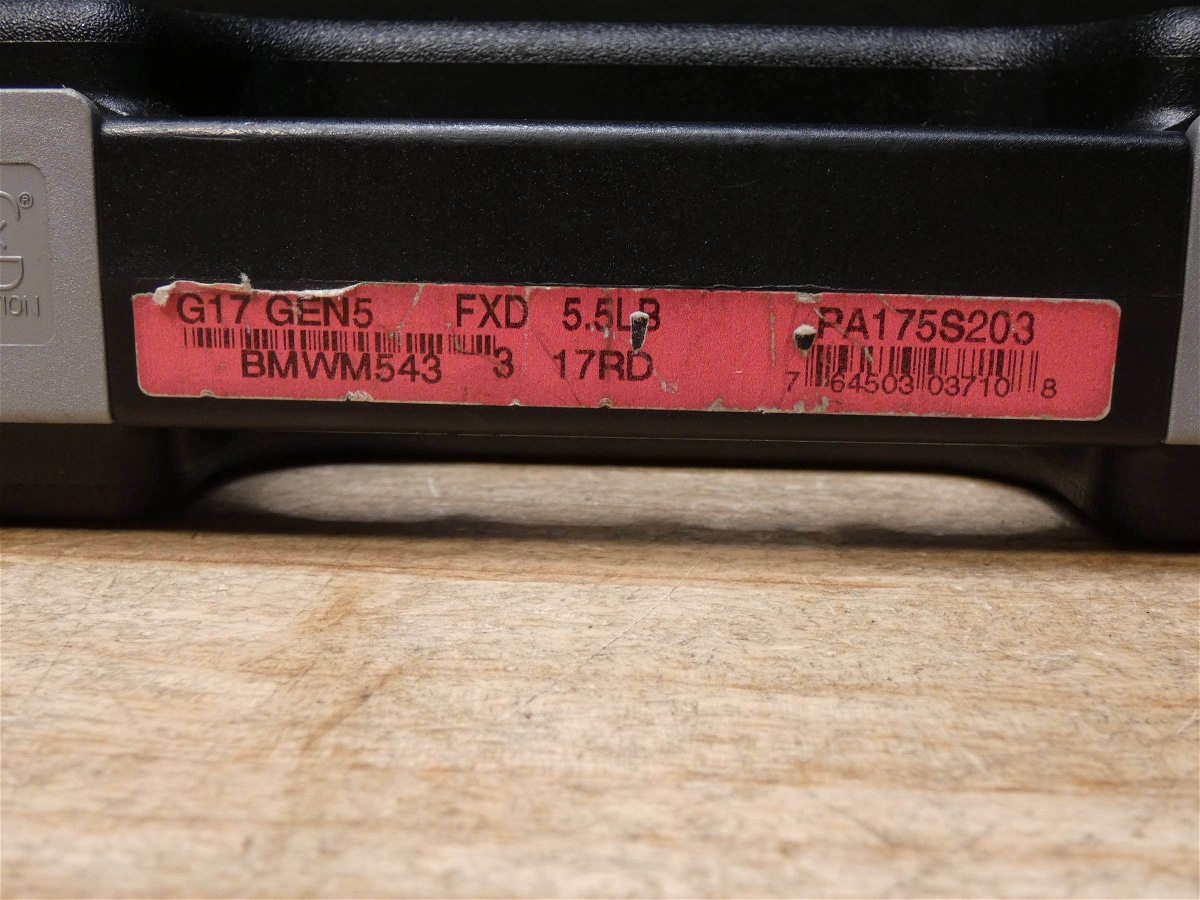 G17 GEN5 FXD 5.5LB PA175S203
BMWM543 3 17RD
7 64503 03710 8